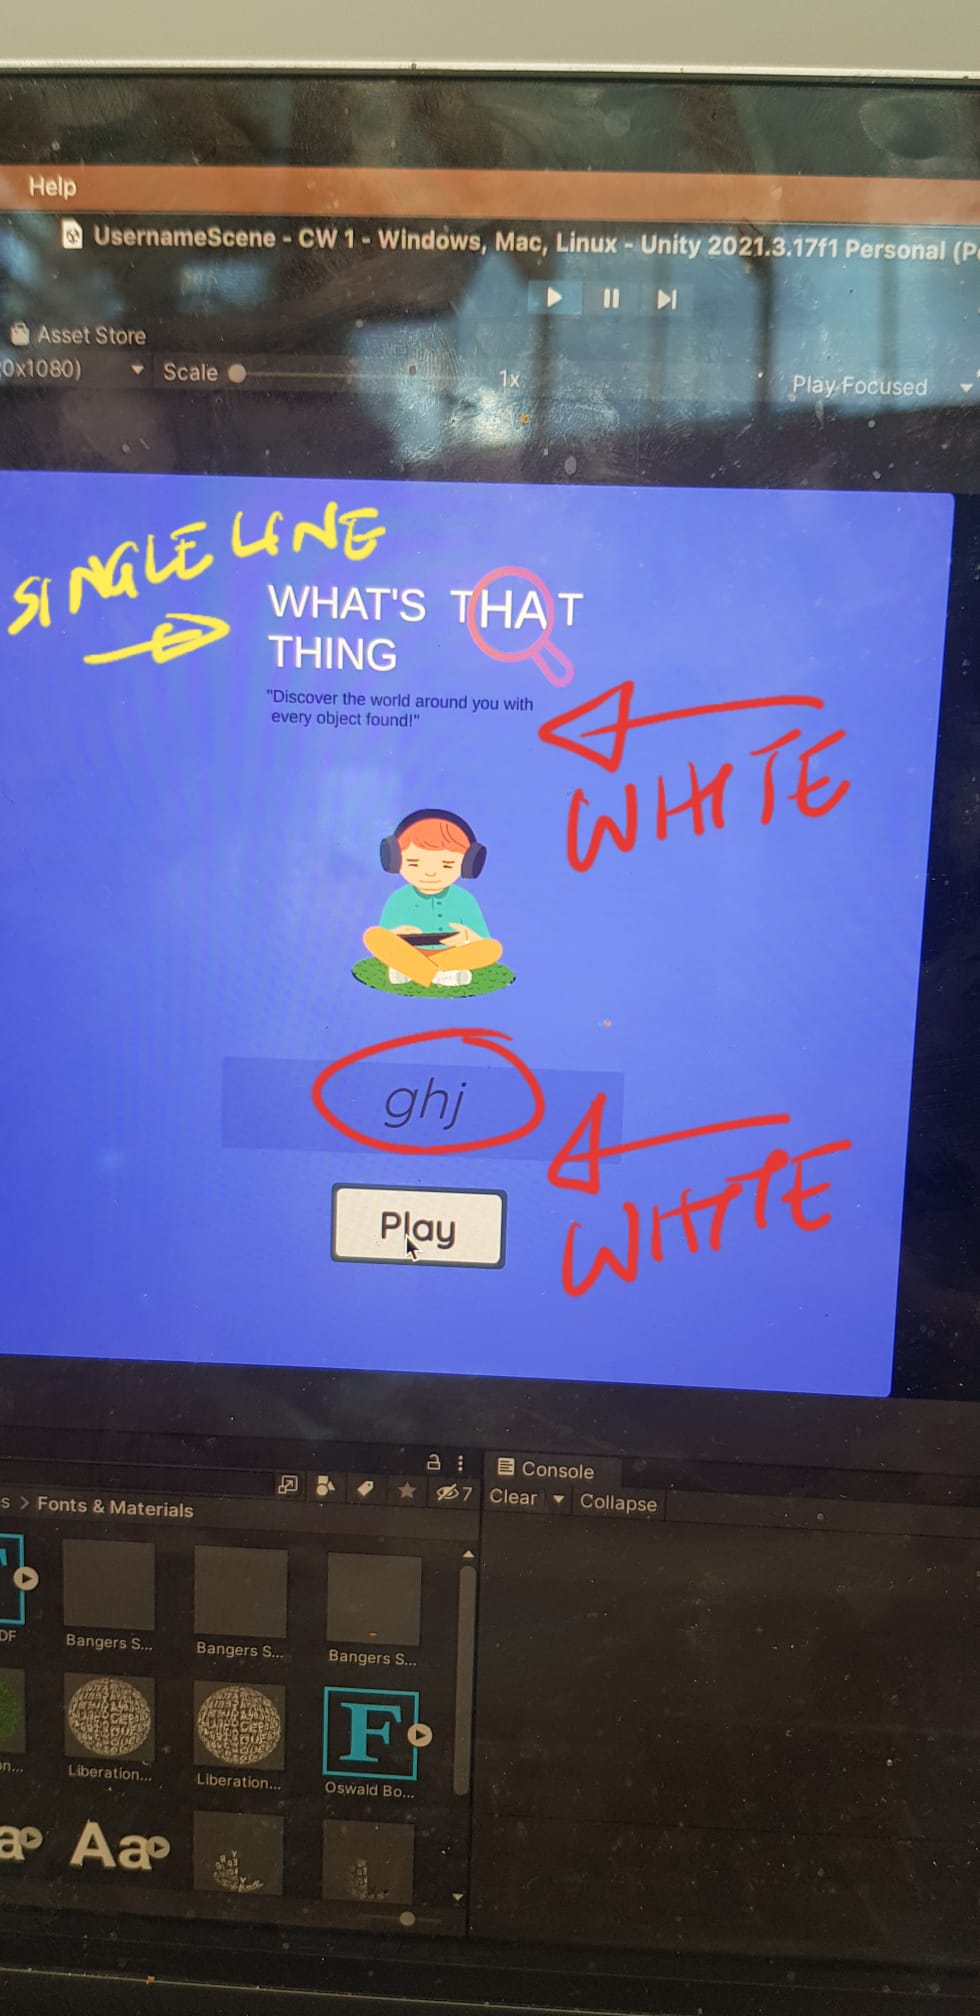 Help
UsernameScene - CW 1 - Windows, Mac, Linux - Unity 2021.3.17f1 Personal
Asset Store
0x1080)
Scale
1x
Play Focused
SINGLE LINE
WHAT'S THAT
THING
"Discover the world around you with
every object found!"
WHITE
ghj
WHITE
Play
Console
Clear
Collapse
7
s > Fonts & Materials
DF
Bangers S...
Bangers S...
Bangers S...
F
on...
Liberation...
Liberation...
Oswald Bo...
a
Aa